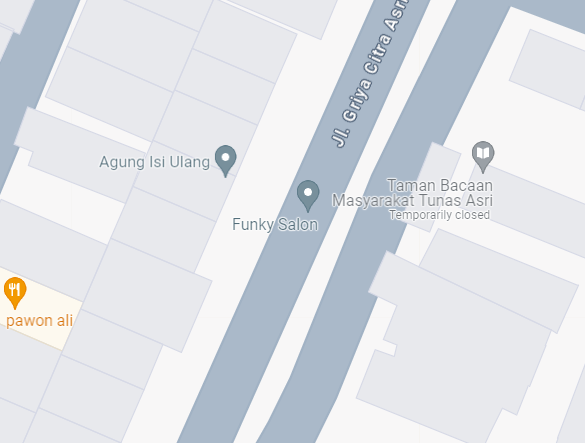 Jl. Griya Citra Asri
Agung Isi Ulang
Taman Bacaan
Masyarakat Tunas Asri
Temporarily closed
Funky Salon
pawon ali